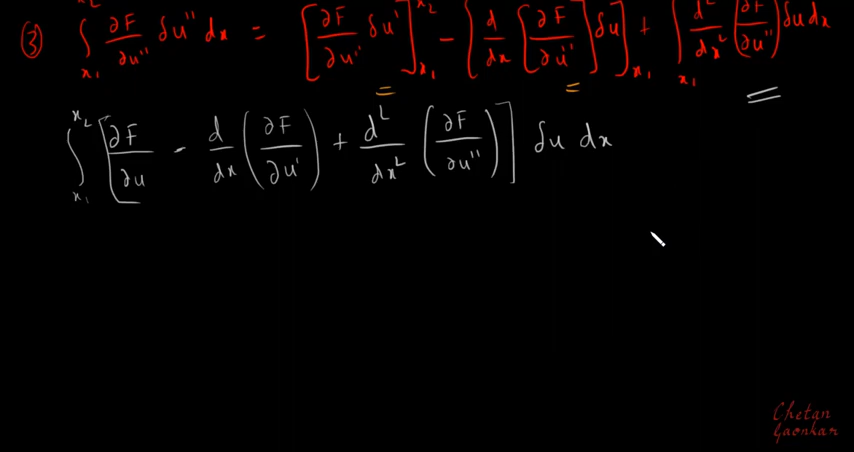 ③ ∫_{x₁}^{x₂} ∂F/∂u'' δu'' dx = [∂F/∂u' δu']_{x₁}^{x₂} - [d/dx [∂F/∂u'] δu]_{x₁} + ∫_{x₁} d²/dx² (∂F/∂u'') δu dx
∫_{x₁}^{x₂} [∂F/∂u - d/dx (∂F/∂u') + d²/dx² (∂F/∂u'')] δu dx
Chetan
Gaonkar